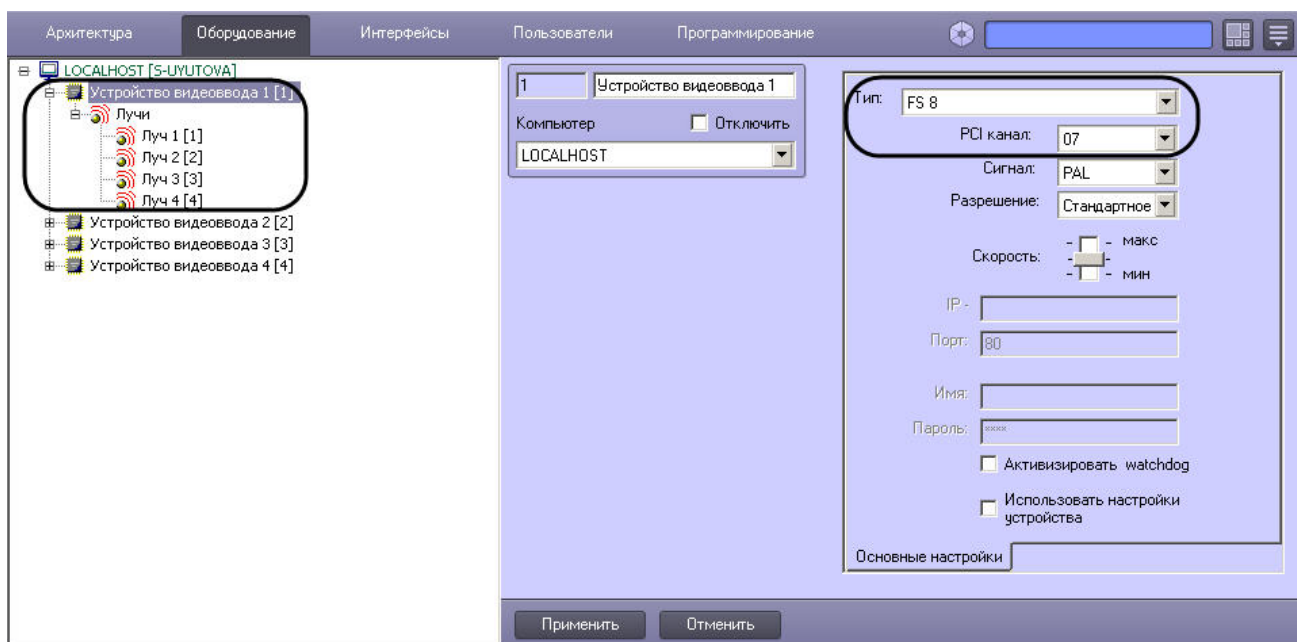 Архитектура Оборудование Интерфейсы Пользователи Программирование
LOCALHOST [S-UYUTOVA]
Устройство видеоввода 1 [1]
Лучи
Луч 1 [1]
Луч 2 [2]
Луч 3 [3]
Луч 4 [4]
Устройство видеоввода 2 [2]
Устройство видеоввода 3 [3]
Устройство видеоввода 4 [4]
1 Устройство видеоввода 1
Компьютер Отключить
LOCALHOST
Тип: FS 8
PCI канал: 07
Сигнал: PAL
Разрешение: Стандартное
макс
Скорость:
мин
IP -
Порт: 80
Имя:
Пароль: ****
Активизировать watchdog
Использовать настройки
устройства
Основные настройки
Применить Отменить